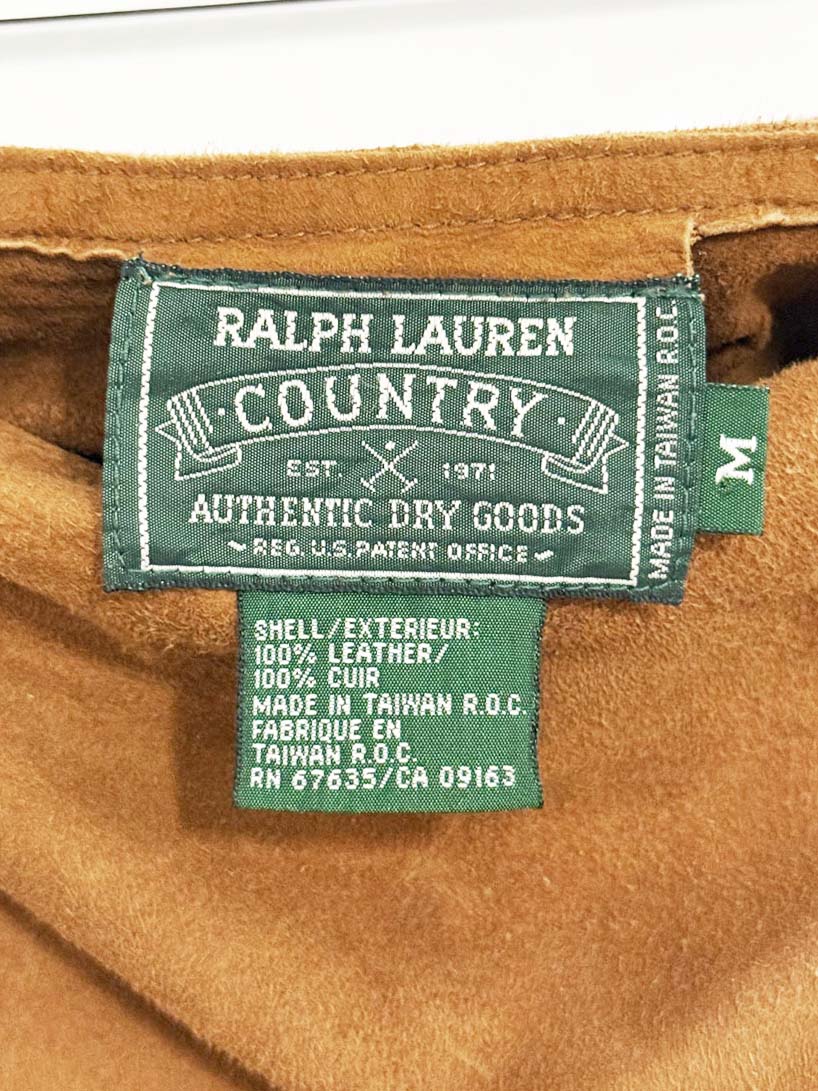 RALPH LAUREN
·COUNTRY·
EST. 1971
AUTHENTIC DRY GOODS
~REG. U.S. PATENT OFFICE~
MADE IN TAIWAN R.O.C.
M
SHELL/EXTERIEUR:
100% LEATHER/
100% CUIR
MADE IN TAIWAN R.O.C.
FABRIQUE EN
TAIWAN R.O.C.
RN 67635/CA 09163